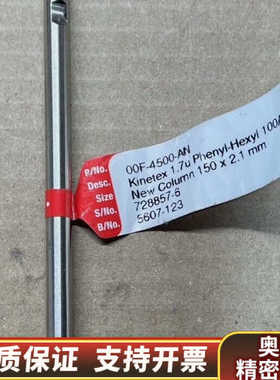 P/No. 00F-4500-AN
Desc. Kinetex 1.7u Phenyl-Hexyl 100A
Size New Column 150 x 2.1 mm
S/No. 728857-6
B/No. 5607-123
质保证 支持开票
奥
精密